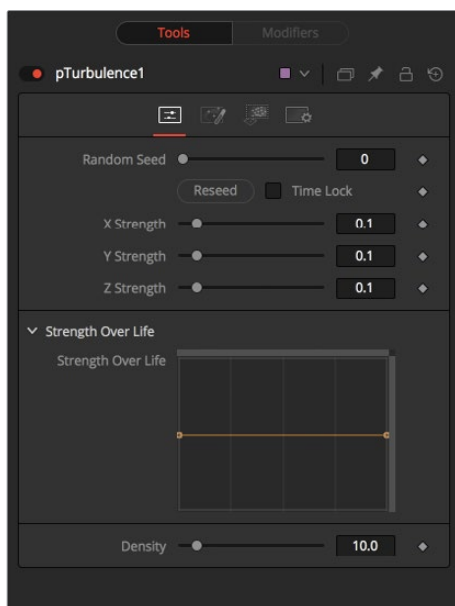 Tools Modifiers
pTurbulence1
Random Seed 0
Reseed Time Lock
X Strength 0.1
Y Strength 0.1
Z Strength 0.1
Strength Over Life
Strength Over Life
Density 10.0